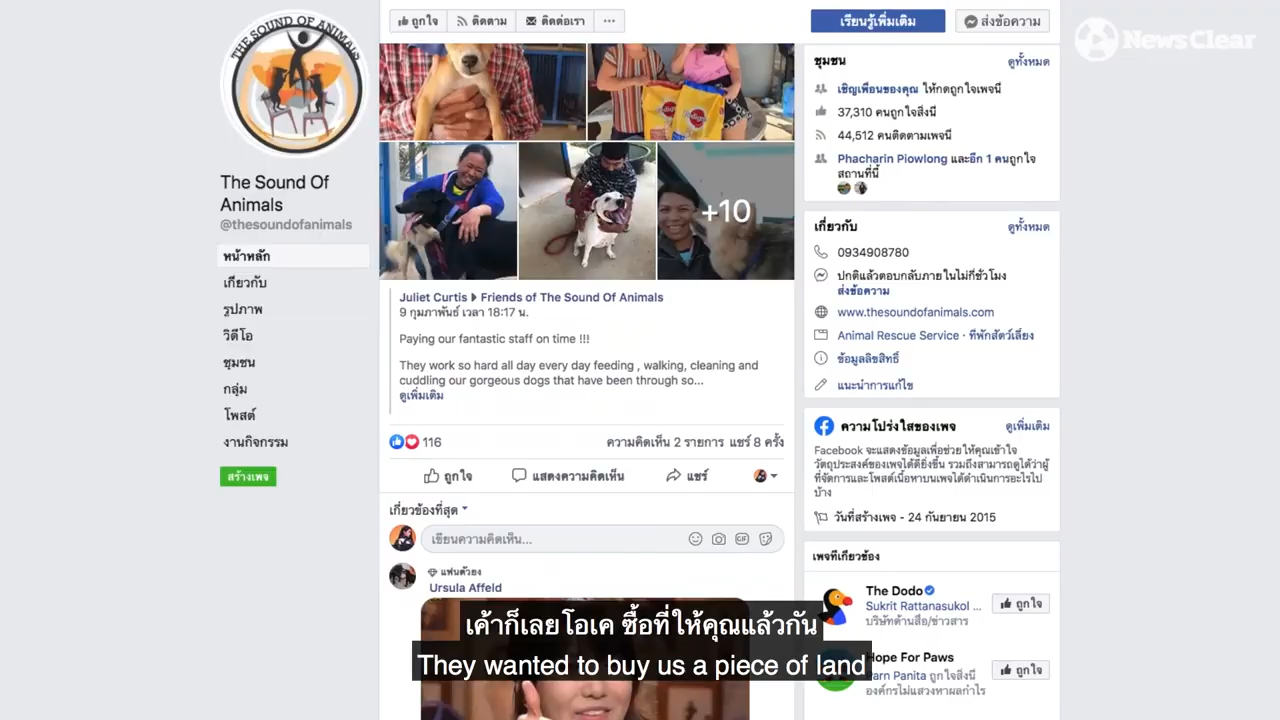 THE SOUND OF ANIMALS
The Sound Of
Animals
@thesoundofanimals
หน้าหลัก
เกี่ยวกับ
รูปภาพ
วิดีโอ
ชุมชน
กลุ่ม
โพสต์
งานกิจกรรม
สร้างเพจ
ถูกใจ
ติดตาม
ติดต่อเรา
...
เรียนรู้เพิ่มเติม
ส่งข้อความ
News Clear
Pedigree
+10
Juliet Curtis Friends of The Sound Of Animals
9 กุมภาพันธ์ เวลา 18:17 น.
Paying our fantastic staff on time !!!
They work so hard all day every day feeding , walking, cleaning and
cuddling our gorgeous dogs that have been through so...
ดูเพิ่มเติม
116
ความคิดเห็น 2 รายการ แชร์ 8 ครั้ง
ถูกใจ
แสดงความคิดเห็น
แชร์
เกี่ยวข้องที่สุด
เขียนความคิดเห็น...
GIF
แฟนตัวยง
Ursula Affeld
ชุมชน
ดูทั้งหมด
เชิญเพื่อนของคุณ ให้กดถูกใจเพจนี้
37,310 คนถูกใจสิ่งนี้
44,512 คนติดตามเพจนี้
Phacharin Piowlong และอีก 1 คนถูกใจ
สถานที่นี้
เกี่ยวกับ
ดูทั้งหมด
0934908780
ปกติแล้วตอบกลับภายในไม่กี่ชั่วโมง
ส่งข้อความ
www.thesoundofanimals.com
Animal Rescue Service · ที่พักสัตว์เลี้ยง
ข้อมูลลิขสิทธิ์
แนะนำการแก้ไข
ความโปร่งใสของเพจ
ดูเพิ่มเติม
Facebook จะแสดงข้อมูลเพื่อช่วยให้คุณเข้าใจ
วัตถุประสงค์ของเพจได้ดียิ่งขึ้น รวมถึงสามารถดูได้ว่าผู้
ที่จัดการและโพสต์เนื้อหาบนเพจได้ดำเนินการอะไรไป
บ้าง
วันที่สร้างเพจ - 24 กันยายน 2015
เพจที่เกี่ยวข้อง
The Dodo
Sukrit Rattanasukol ...
บริษัทด้านสื่อ/ข่าวสาร
ถูกใจ
Hope For Paws
Parn Panita ถูกใจสิ่งนี้
องค์กรไม่แสวงหาผลกำไร
ถูกใจ
เค้าก็เลยโอเค ซื้อที่ให้คุณแล้วกัน
They wanted to buy us a piece of land